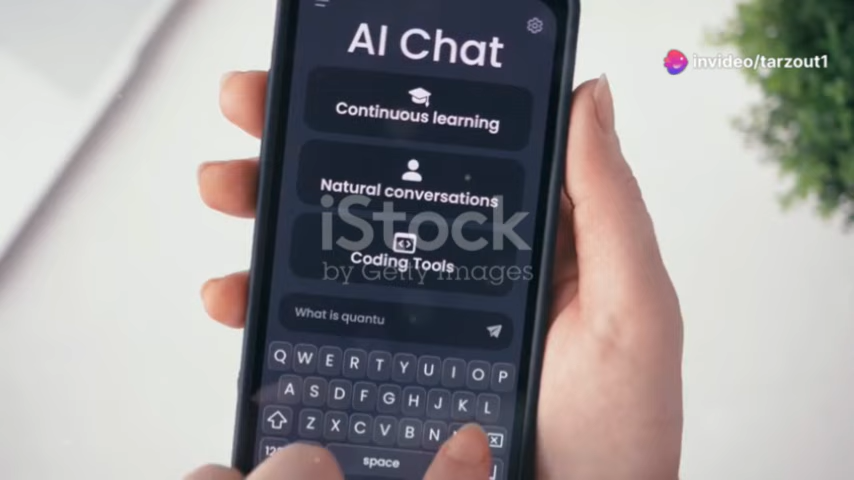 AI Chat
invideo/tarzout1
Continuous learning
Natural conversations
iStock
Coding Tools
by Getty Images
What is quantu
Q W E R T Y U I O P
A S D F G H J K L
Z X C V B N
space